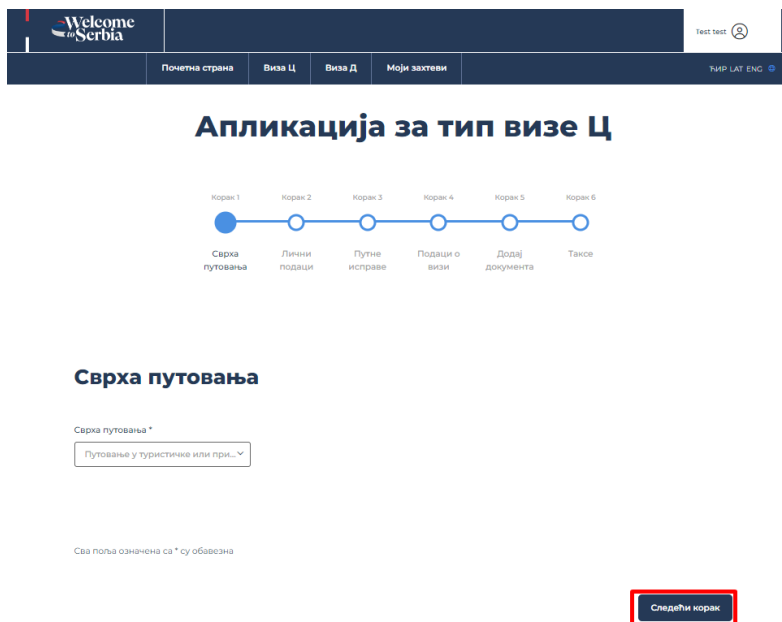 Welcome
to Serbia
Test test
Почетна страна Виза Ц Виза Д Моји захтеви ЋИР LAT ENG
Апликација за тип визе Ц
Корак 1 Корак 2 Корак 3 Корак 4 Корак 5 Корак 6
Сврха Лични Путне Подаци о Додај Таксе
путовања подаци исправе визи документа
Сврха путовања
Сврха путовања *
Путовање у туристичке или при...
Сва поља означена са * су обавезна
Следећи корак